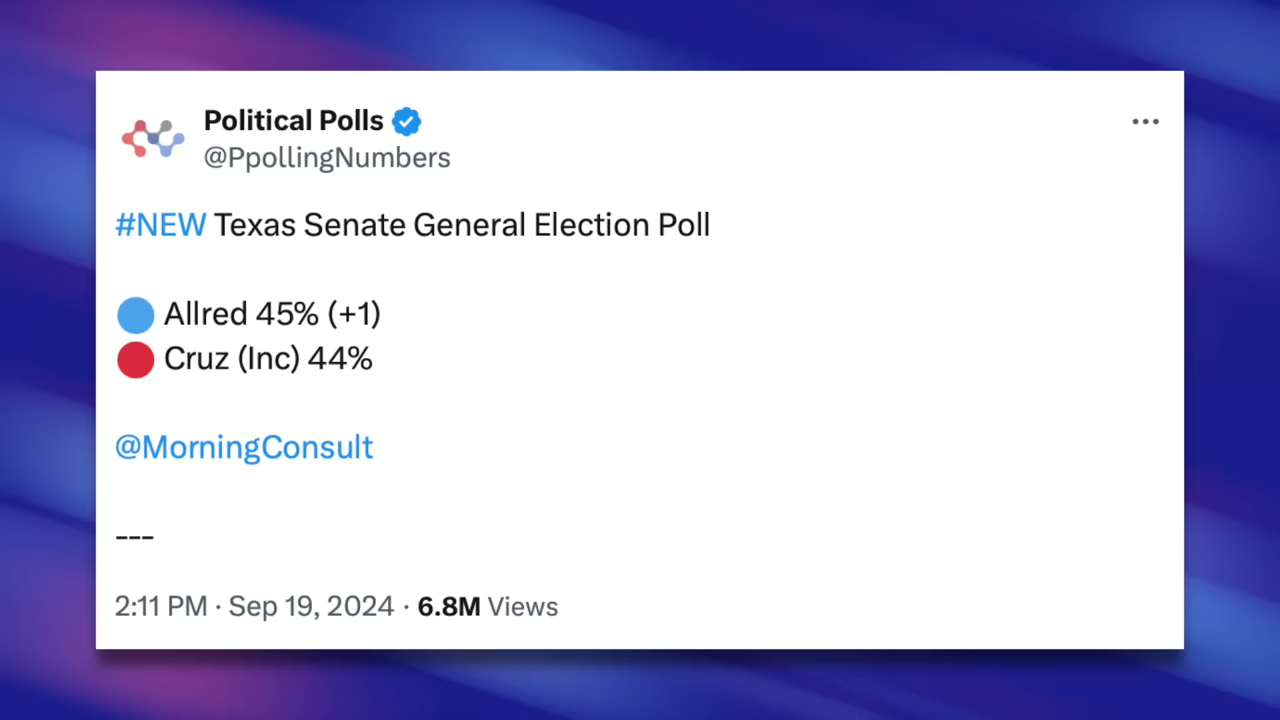 Political Polls
@PpollingNumbers
#NEW Texas Senate General Election Poll
🔵 Allred 45% (+1)
🔴 Cruz (Inc) 44%
@MorningConsult
---
2:11 PM · Sep 19, 2024 · 6.8M Views